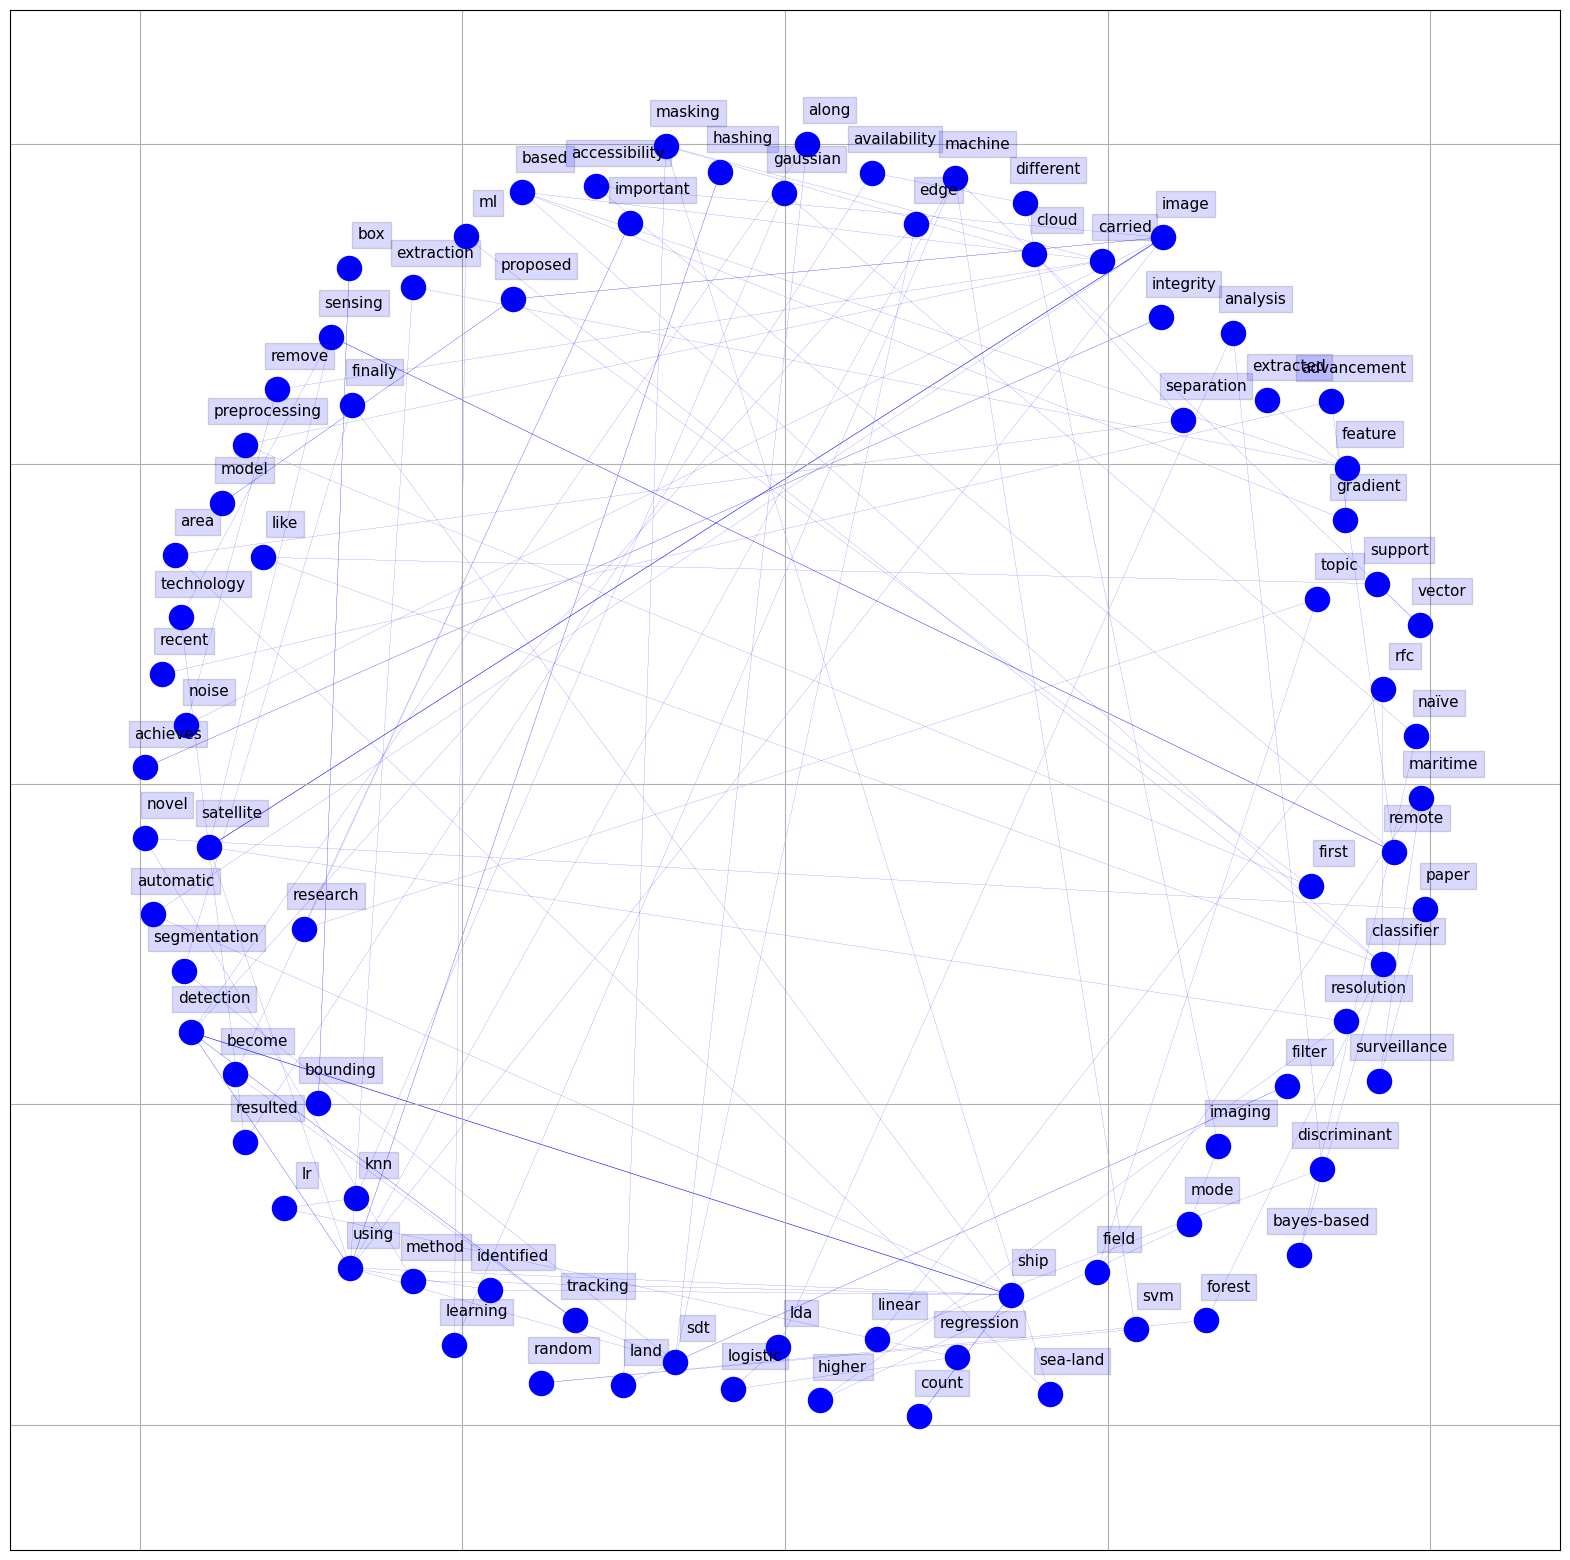 along
masking
hashing
availability
machine
gaussian
accessibility
based
different
important
edge
ml
image
cloud
carried
box
extraction
proposed
integrity
analysis
sensing
remove
finally
extracted
advancement
separation
preprocessing
feature
model
gradient
area
like
support
topic
technology
vector
recent
rfc
noise
naïve
achieves
maritime
novel
satellite
remote
first
automatic
research
paper
segmentation
classifier
detection
resolution
become
surveillance
filter
bounding
resulted
imaging
discriminant
lr
knn
mode
bayes-based
using
method
identified
field
ship
tracking
svm
forest
learning
lda
linear
sdt
regression
random
land
logistic
higher
sea-land
count